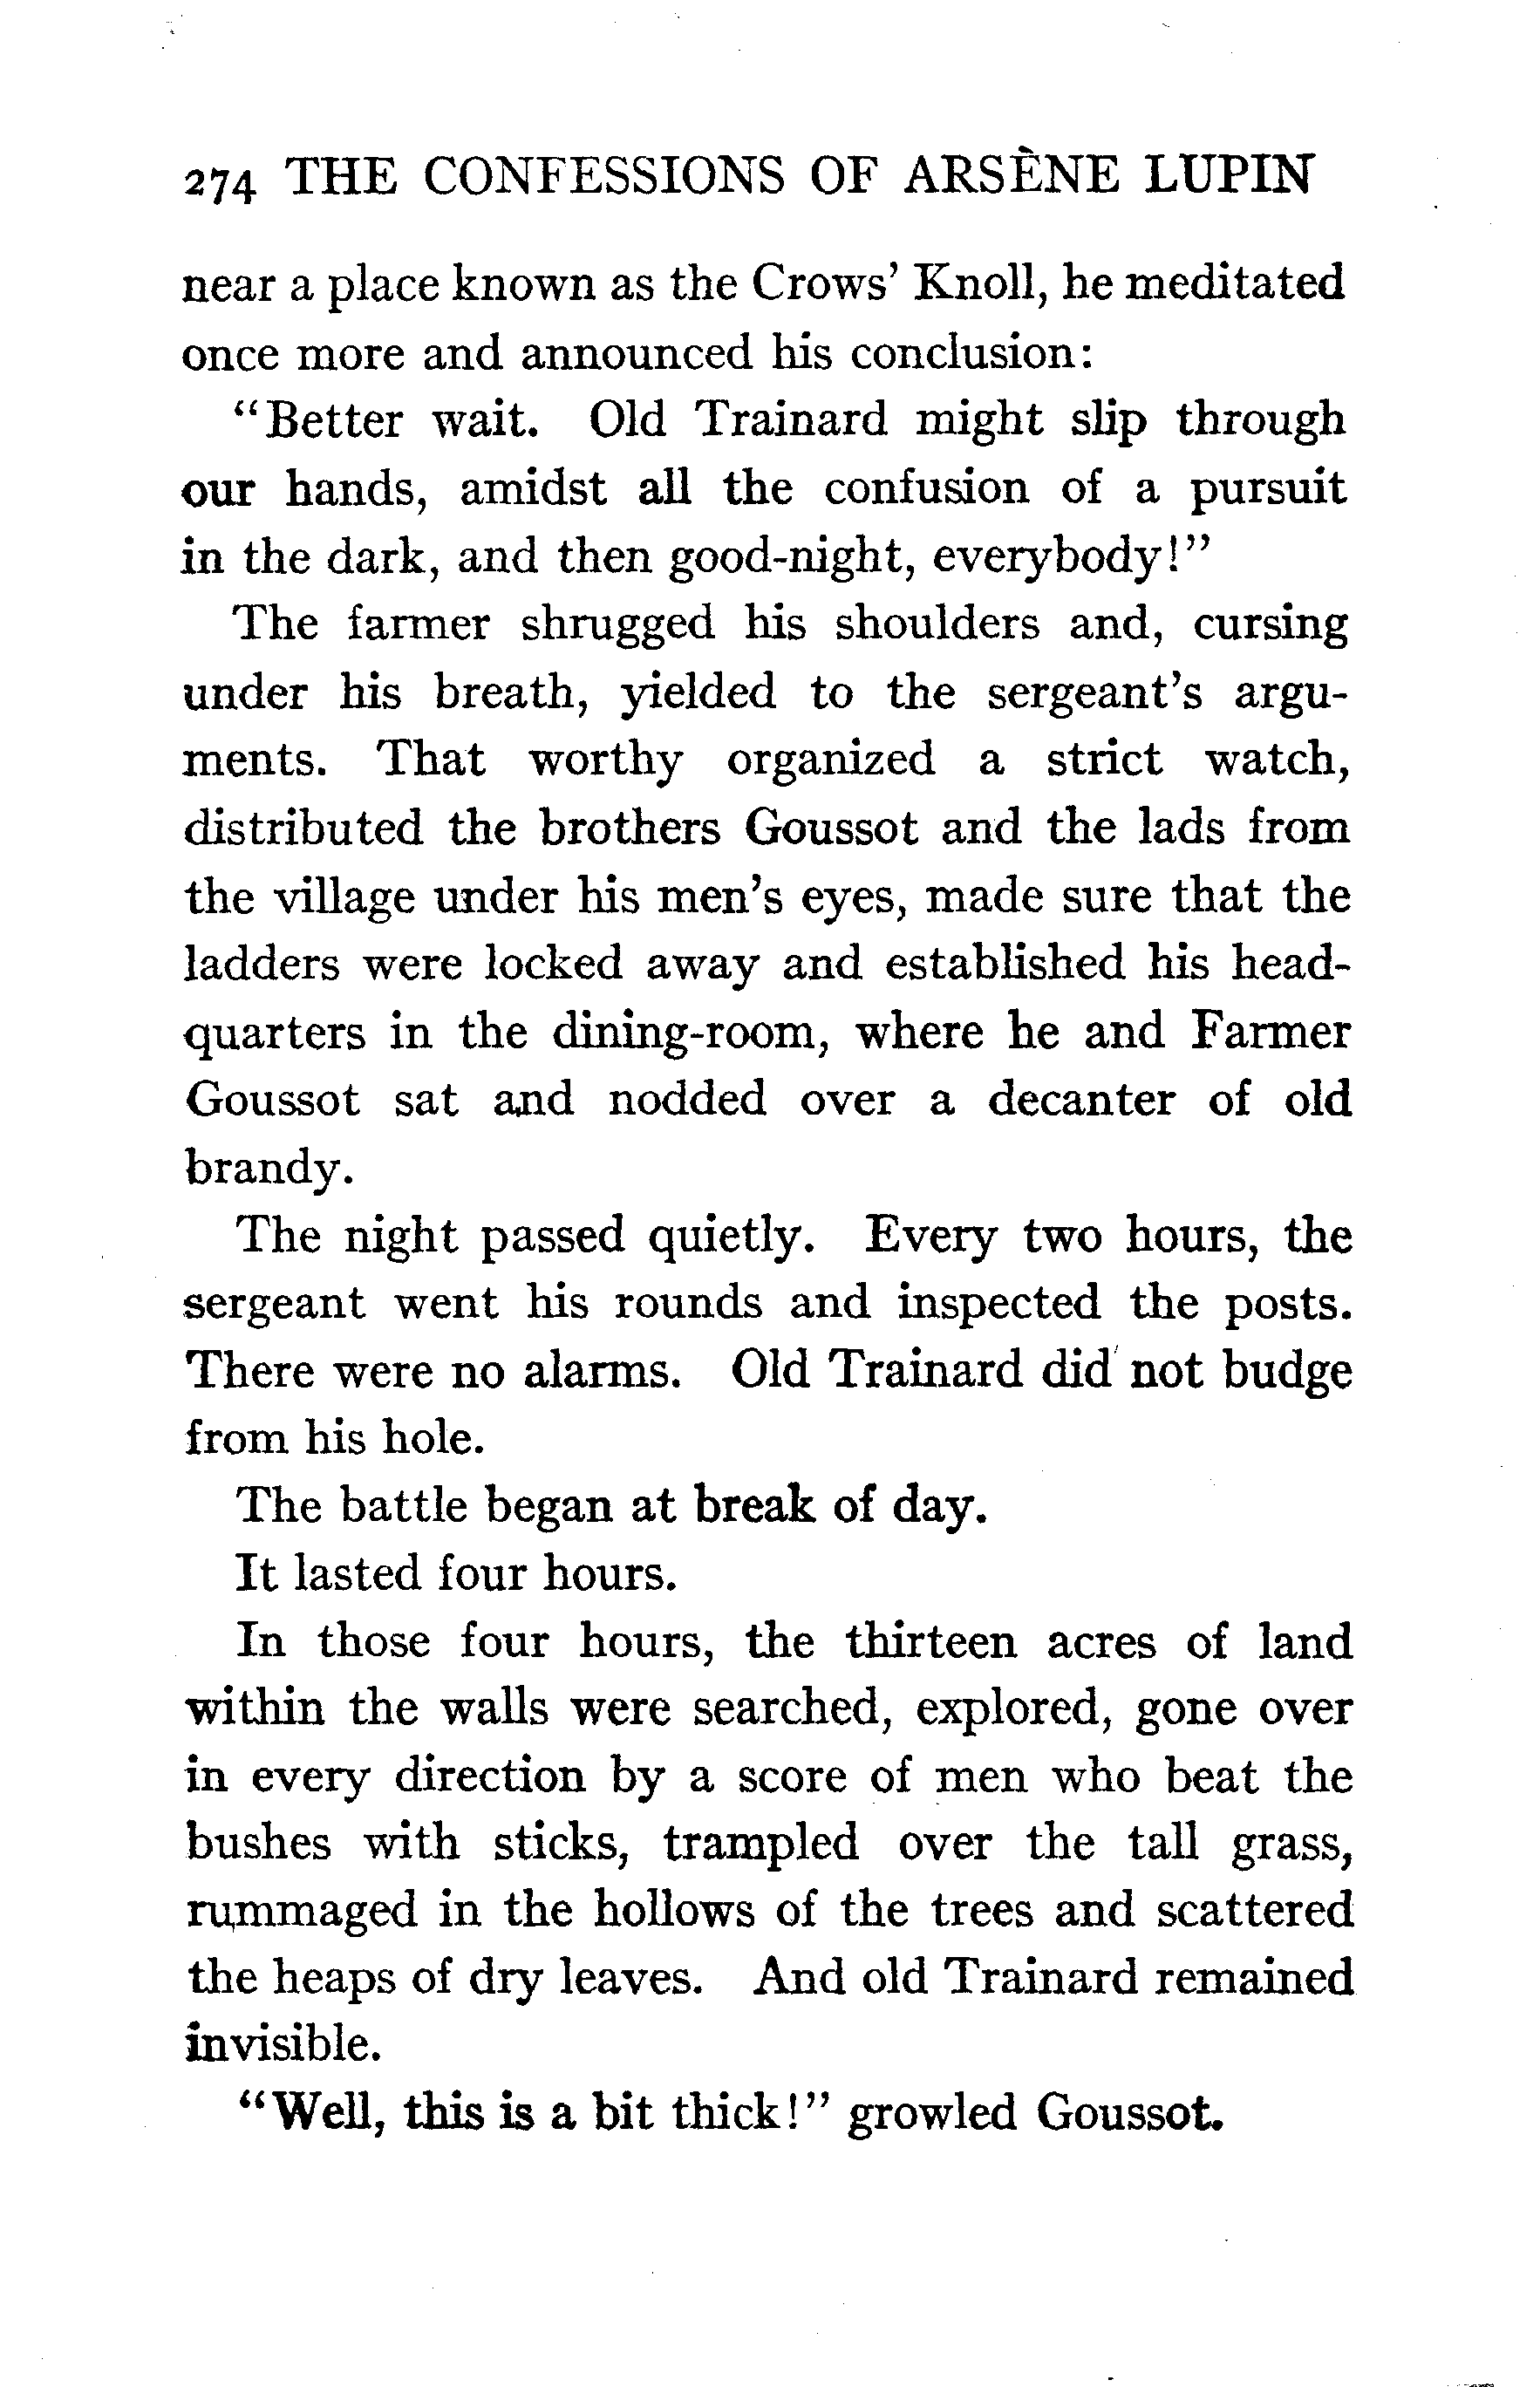 274 THE CONFESSIONS OF ARSÈNE LUPIN
near a place known as the Crows’ Knoll, he meditated
once more and announced his conclusion:
“Better wait. Old Trainard might slip through
our hands, amidst all the confusion of a pursuit
in the dark, and then good-night, everybody!”
The farmer shrugged his shoulders and, cursing
under his breath, yielded to the sergeant’s argu-
ments. That worthy organized a strict watch,
distributed the brothers Goussot and the lads from
the village under his men’s eyes, made sure that the
ladders were locked away and established his head-
quarters in the dining-room, where he and Farmer
Goussot sat and nodded over a decanter of old
brandy.
The night passed quietly. Every two hours, the
sergeant went his rounds and inspected the posts.
There were no alarms. Old Trainard did not budge
from his hole.
The battle began at break of day.
It lasted four hours.
In those four hours, the thirteen acres of land
within the walls were searched, explored, gone over
in every direction by a score of men who beat the
bushes with sticks, trampled over the tall grass,
rummaged in the hollows of the trees and scattered
the heaps of dry leaves. And old Trainard remained
invisible.
“Well, this is a bit thick!” growled Goussot.